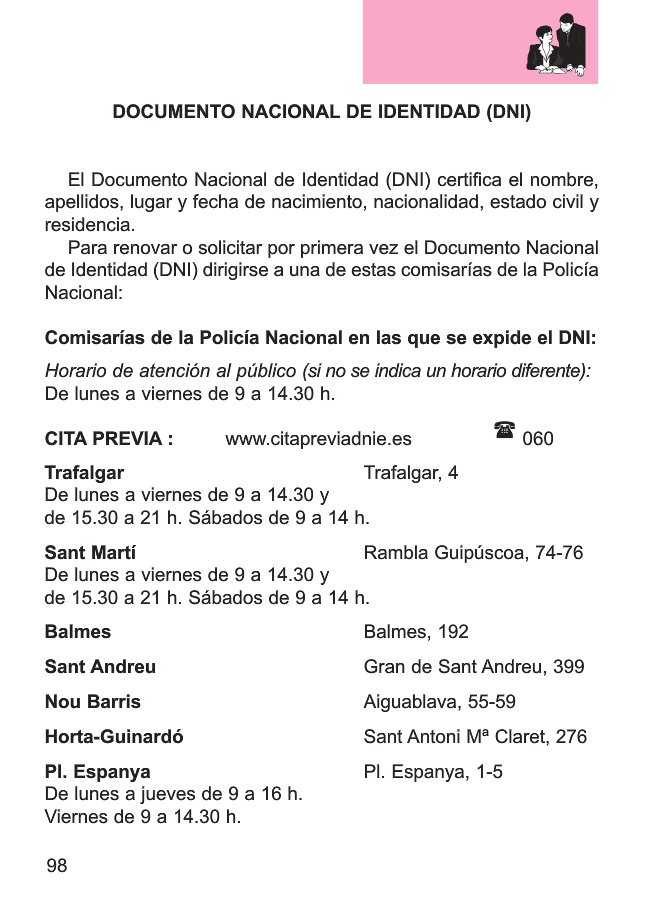 DOCUMENTO NACIONAL DE IDENTIDAD (DNI)
El Documento Nacional de Identidad (DNI) certifica el nombre,
apellidos, lugar y fecha de nacimiento, nacionalidad, estado civil y
residencia.
Para renovar o solicitar por primera vez el Documento Nacional
de Identidad (DNI) dirigirse a una de estas comisarías de la Policía
Nacional:
Comisarías de la Policía Nacional en las que se expide el DNI:
Horario de atención al público (si no se indica un horario diferente):
De lunes a viernes de 9 a 14.30 h.
CITA PREVIA : www.citapreviadnie.es 060
Trafalgar Trafalgar, 4
De lunes a viernes de 9 a 14.30 y
de 15.30 a 21 h. Sábados de 9 a 14 h.
Sant Martí Rambla Guipúscoa, 74-76
De lunes a viernes de 9 a 14.30 y
de 15.30 a 21 h. Sábados de 9 a 14 h.
Balmes Balmes, 192
Sant Andreu Gran de Sant Andreu, 399
Nou Barris Aiguablava, 55-59
Horta-Guinardó Sant Antoni Mª Claret, 276
Pl. Espanya Pl. Espanya, 1-5
De lunes a jueves de 9 a 16 h.
Viernes de 9 a 14.30 h.
98